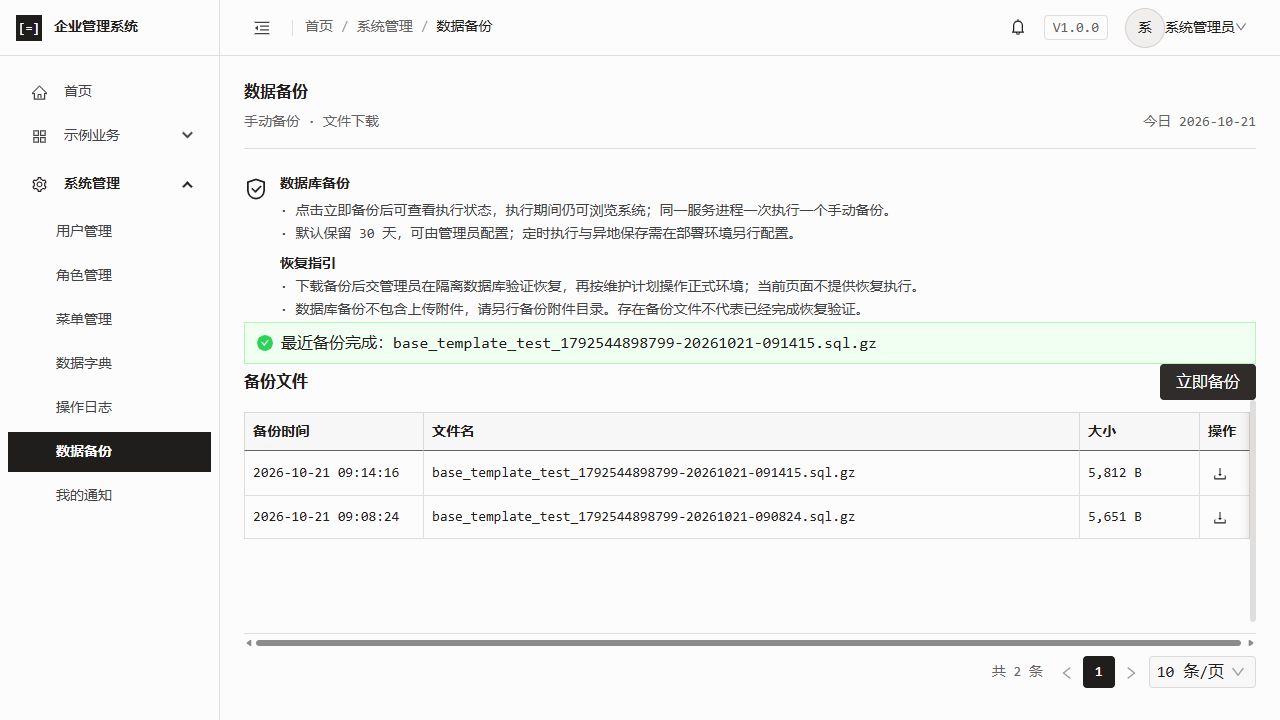 [=] 企业管理系统
首页 / 系统管理 / 数据备份
V1.0.0
系 系统管理员
首页
示例业务
系统管理
用户管理
角色管理
菜单管理
数据字典
操作日志
数据备份
我的通知
数据备份
手动备份 · 文件下载
今日 2026-10-21
数据库备份
· 点击立即备份后可查看执行状态，执行期间仍可浏览系统；同一服务进程一次执行一个手动备份。
· 默认保留 30 天，可由管理员配置；定时执行与异地保存需在部署环境另行配置。
恢复指引
· 下载备份后交管理员在隔离数据库验证恢复，再按维护计划操作正式环境；当前页面不提供恢复执行。
· 数据库备份不包含上传附件，请另行备份附件目录。存在备份文件不代表已经完成恢复验证。
最近备份完成：base_template_test_1792544898799-20261021-091415.sql.gz
备份文件
立即备份
备份时间 文件名 大小 操作
2026-10-21 09:14:16 base_template_test_1792544898799-20261021-091415.sql.gz 5,812 B
2026-10-21 09:08:24 base_template_test_1792544898799-20261021-090824.sql.gz 5,651 B
共 2 条 < 1 > 10 条/页